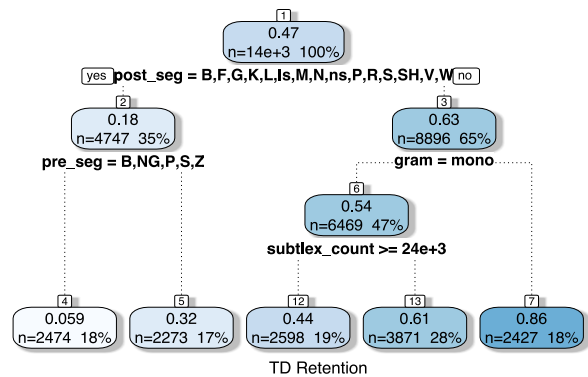 1
0.47
n=14e+3 100%
yes post_seg = B,F,G,K,L,ls,M,N,ns,P,R,S,SH,V,W no
2
0.18
n=4747 35%
3
0.63
n=8896 65%
pre_seg = B,NG,P,S,Z
gram = mono
6
0.54
n=6469 47%
subtlex_count >= 24e+3
4
0.059
n=2474 18%
5
0.32
n=2273 17%
12
0.44
n=2598 19%
13
0.61
n=3871 28%
7
0.86
n=2427 18%
TD Retention